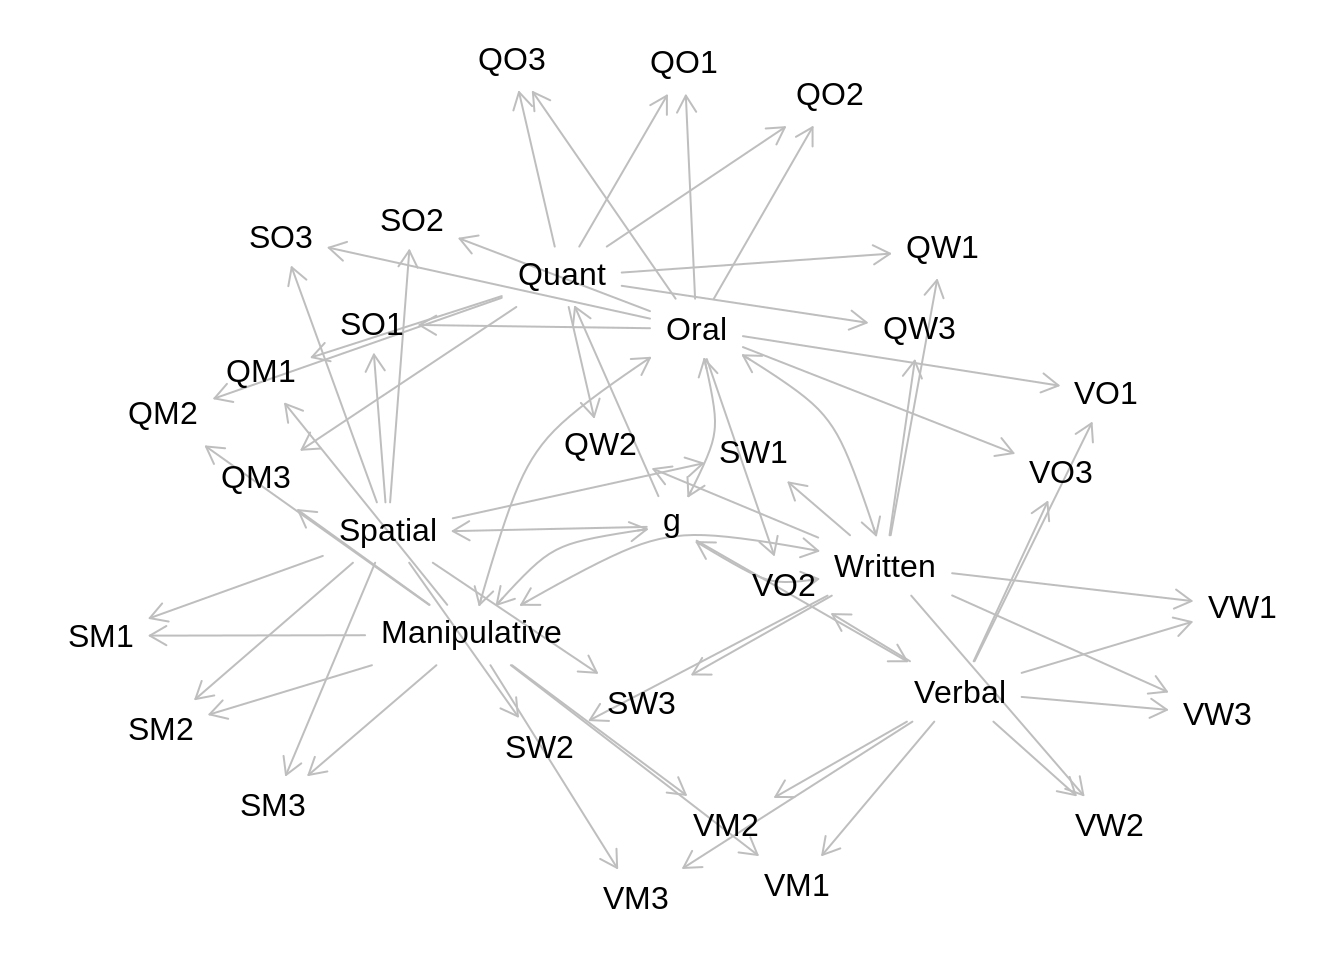 QO3
QO1
QO2
SO2
SO3
QW1
Quant
SO1
Oral
QW3
QM1
VO1
QM2
QW2
SW1
VO3
QM3
g
Spatial
Written
VO2
VW1
SM1
Manipulative
Verbal
SW3
VW3
SM2
SW2
SM3
VM2
VW2
VM1
VM3